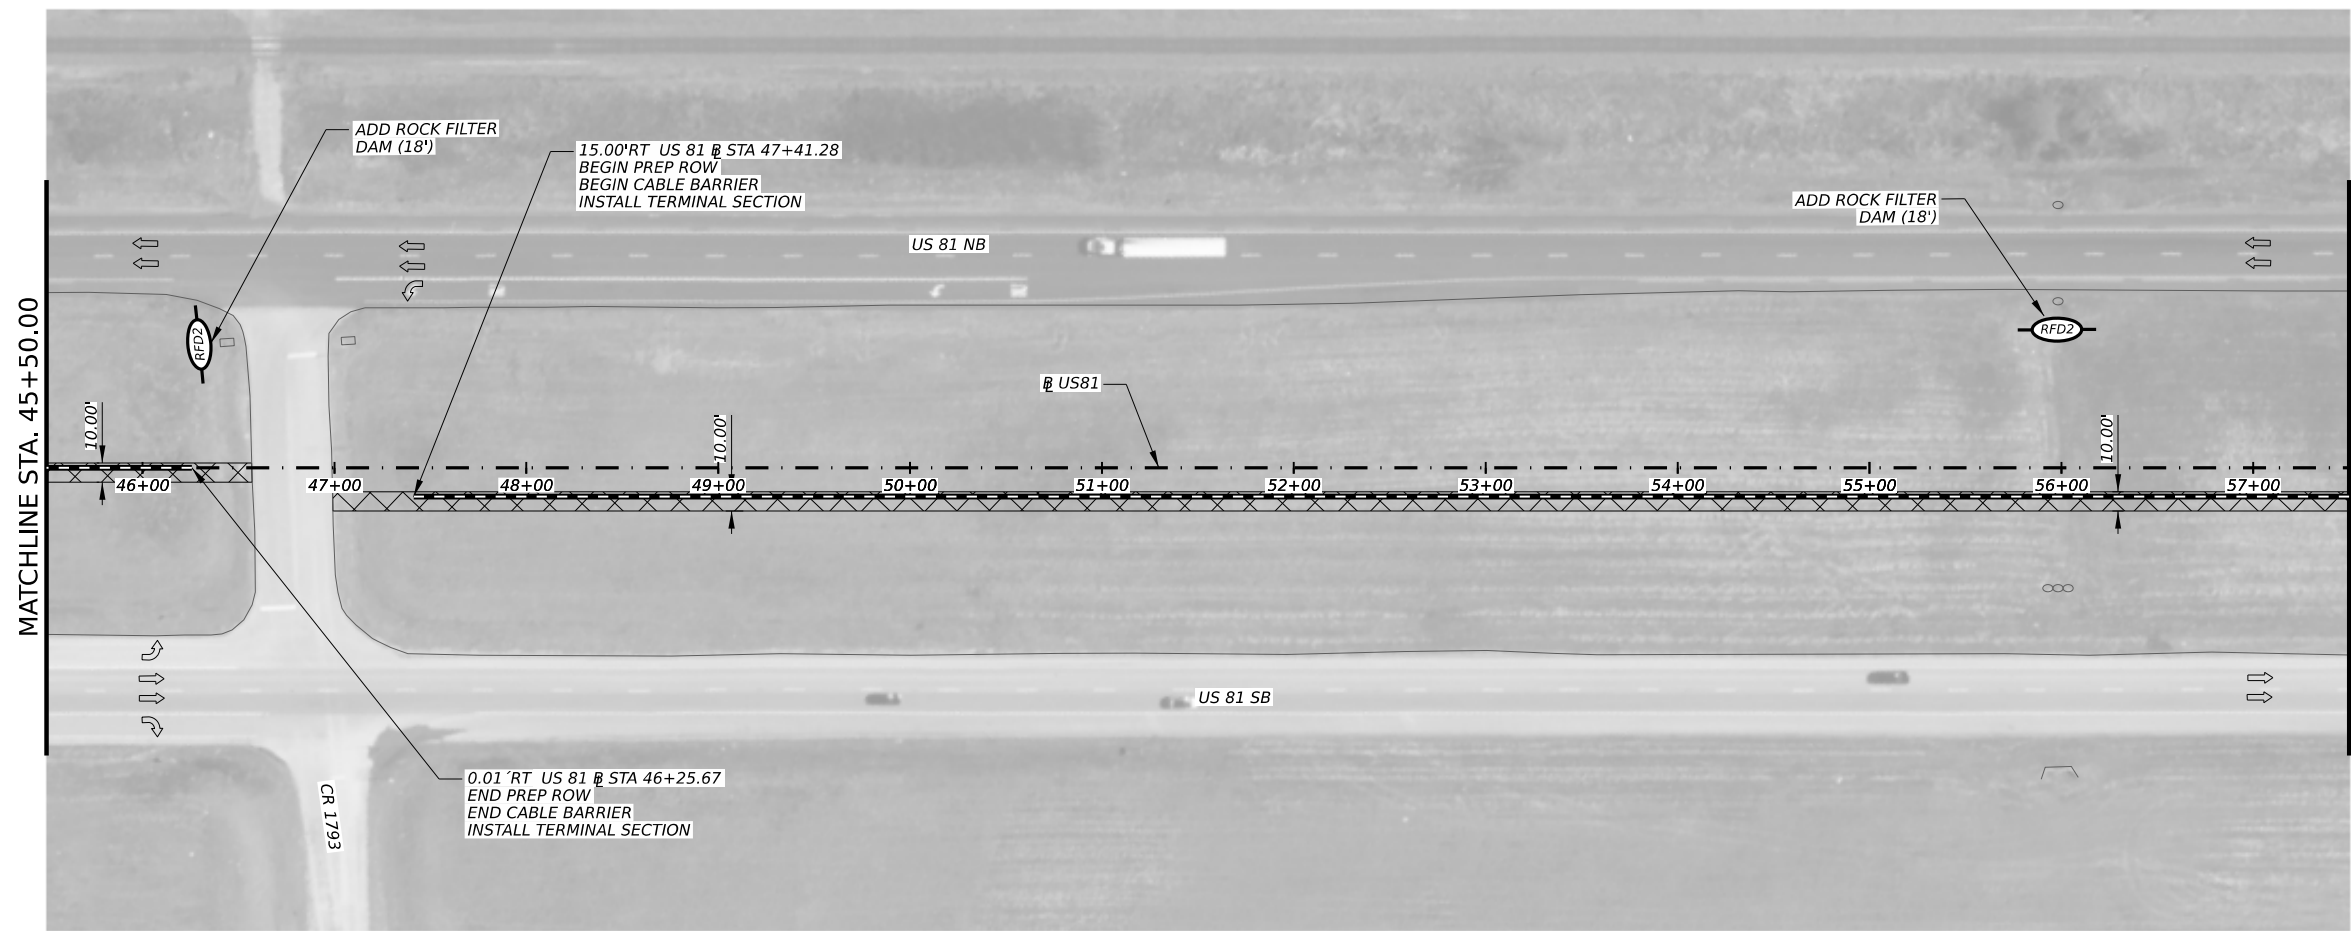 ADD ROCK FILTER
DAM (18')
15.00'RT US 81 ⅊ STA 47+41.28
BEGIN PREP ROW
BEGIN CABLE BARRIER
INSTALL TERMINAL SECTION
ADD ROCK FILTER
DAM (18')
US 81 NB
MATCHLINE STA. 45+50.00
RFD2
RFD2
BL US81
10.00'
10.00'
10.00'
46+00
47+00
48+00
49+00
50+00
51+00
52+00
53+00
54+00
55+00
56+00
57+00
US 81 SB
0.01´RT US 81 BL STA 46+25.67
END PREP ROW
END CABLE BARRIER
INSTALL TERMINAL SECTION
CR 1793